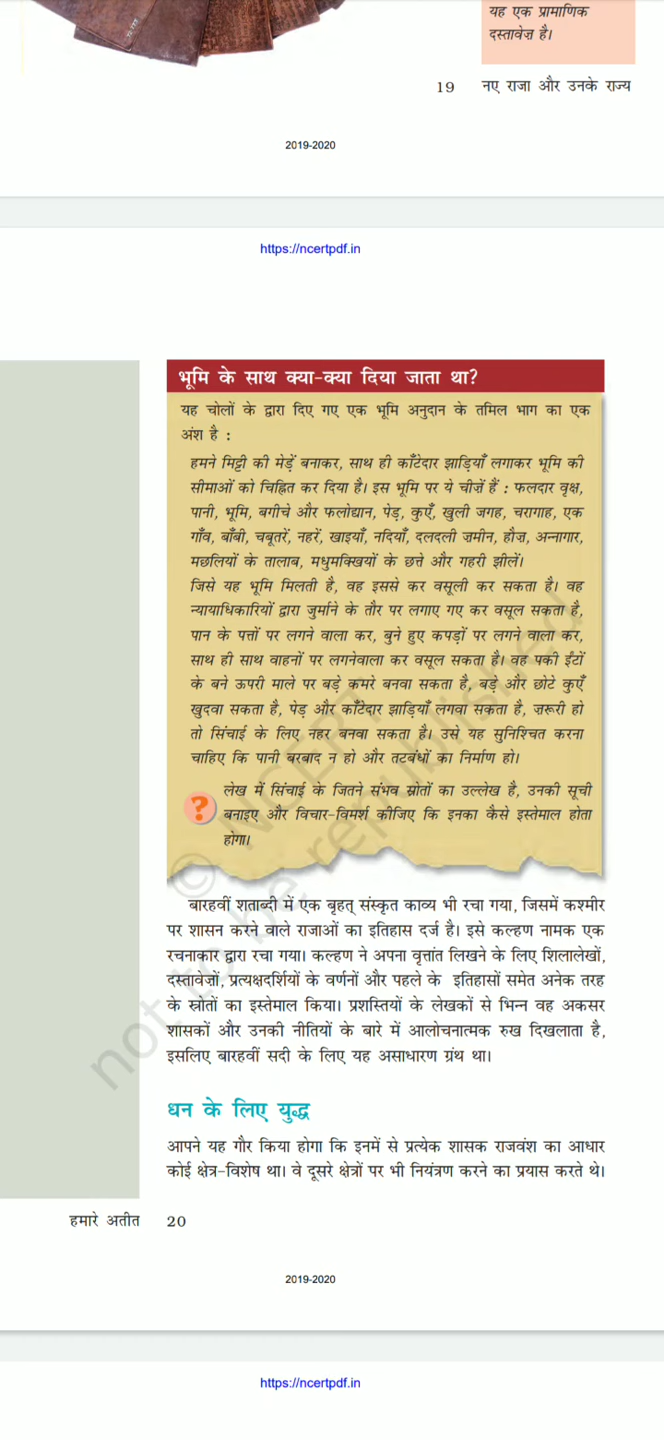 यह एक प्रामाणिक
दस्तावेज़ है।
19 नए राजा और उनके राज्य
2019-2020
https://ncertpdf.in
भूमि के साथ क्या-क्या दिया जाता था?
यह चोलों के द्वारा दिए गए एक भूमि अनुदान के तमिल भाग का एक
अंश है :
हमने मिट्टी की मेड़ें बनाकर, साथ ही काँटेदार झाड़ियाँ लगाकर भूमि की
सीमाओं को चिह्नित कर दिया है। इस भूमि पर ये चीज़ें हैं : फलदार वृक्ष,
पानी, भूमि, बगीचे और फलोद्यान, पेड़, कुएँ, खुली जगह, चरागाह, एक
गाँव, बाँबी, चबूतरें, नहरें, खाइयाँ, नदियाँ, दलदली ज़मीन, हौज़, अन्नागार,
मछलियों के तालाब, मधुमक्खियों के छत्ते और गहरी झीलें।
जिसे यह भूमि मिलती है, वह इससे कर वसूली कर सकता है। वह
न्यायाधिकारियों द्वारा जुर्माने के तौर पर लगाए गए कर वसूल सकता है,
पान के पत्तों पर लगने वाला कर, बुने हुए कपड़ों पर लगने वाला कर,
साथ ही साथ वाहनों पर लगनेवाला कर वसूल सकता है। वह पकी ईंटों
के बने ऊपरी माले पर बड़े कमरे बनवा सकता है, बड़े और छोटे कुएँ
खुदवा सकता है, पेड़ और काँटेदार झाड़ियाँ लगवा सकता है, ज़रूरी हो
तो सिंचाई के लिए नहर बनवा सकता है। उसे यह सुनिश्चित करना
चाहिए कि पानी बरबाद न हो और तटबंधों का निर्माण हो।
? लेख में सिंचाई के जितने संभव स्रोतों का उल्लेख है, उनकी सूची
बनाइए और विचार-विमर्श कीजिए कि इनका कैसे इस्तेमाल होता
होगा।
बारहवीं शताब्दी में एक बृहत् संस्कृत काव्य भी रचा गया, जिसमें कश्मीर
पर शासन करने वाले राजाओं का इतिहास दर्ज है। इसे कल्हण नामक एक
रचनाकार द्वारा रचा गया। कल्हण ने अपना वृत्तांत लिखने के लिए शिलालेखों,
दस्तावेज़ों, प्रत्यक्षदर्शियों के वर्णनों और पहले के इतिहासों समेत अनेक तरह
के स्रोतों का इस्तेमाल किया। प्रशस्तियों के लेखकों से भिन्न वह अकसर
शासकों और उनकी नीतियों के बारे में आलोचनात्मक रुख दिखलाता है,
इसलिए बारहवीं सदी के लिए यह असाधारण ग्रंथ था।
धन के लिए युद्ध
आपने यह गौर किया होगा कि इनमें से प्रत्येक शासक राजवंश का आधार
कोई क्षेत्र-विशेष था। वे दूसरे क्षेत्रों पर भी नियंत्रण करने का प्रयास करते थे।
© NCERT
not to be republished
हमारे अतीत 20
2019-2020
https://ncertpdf.in